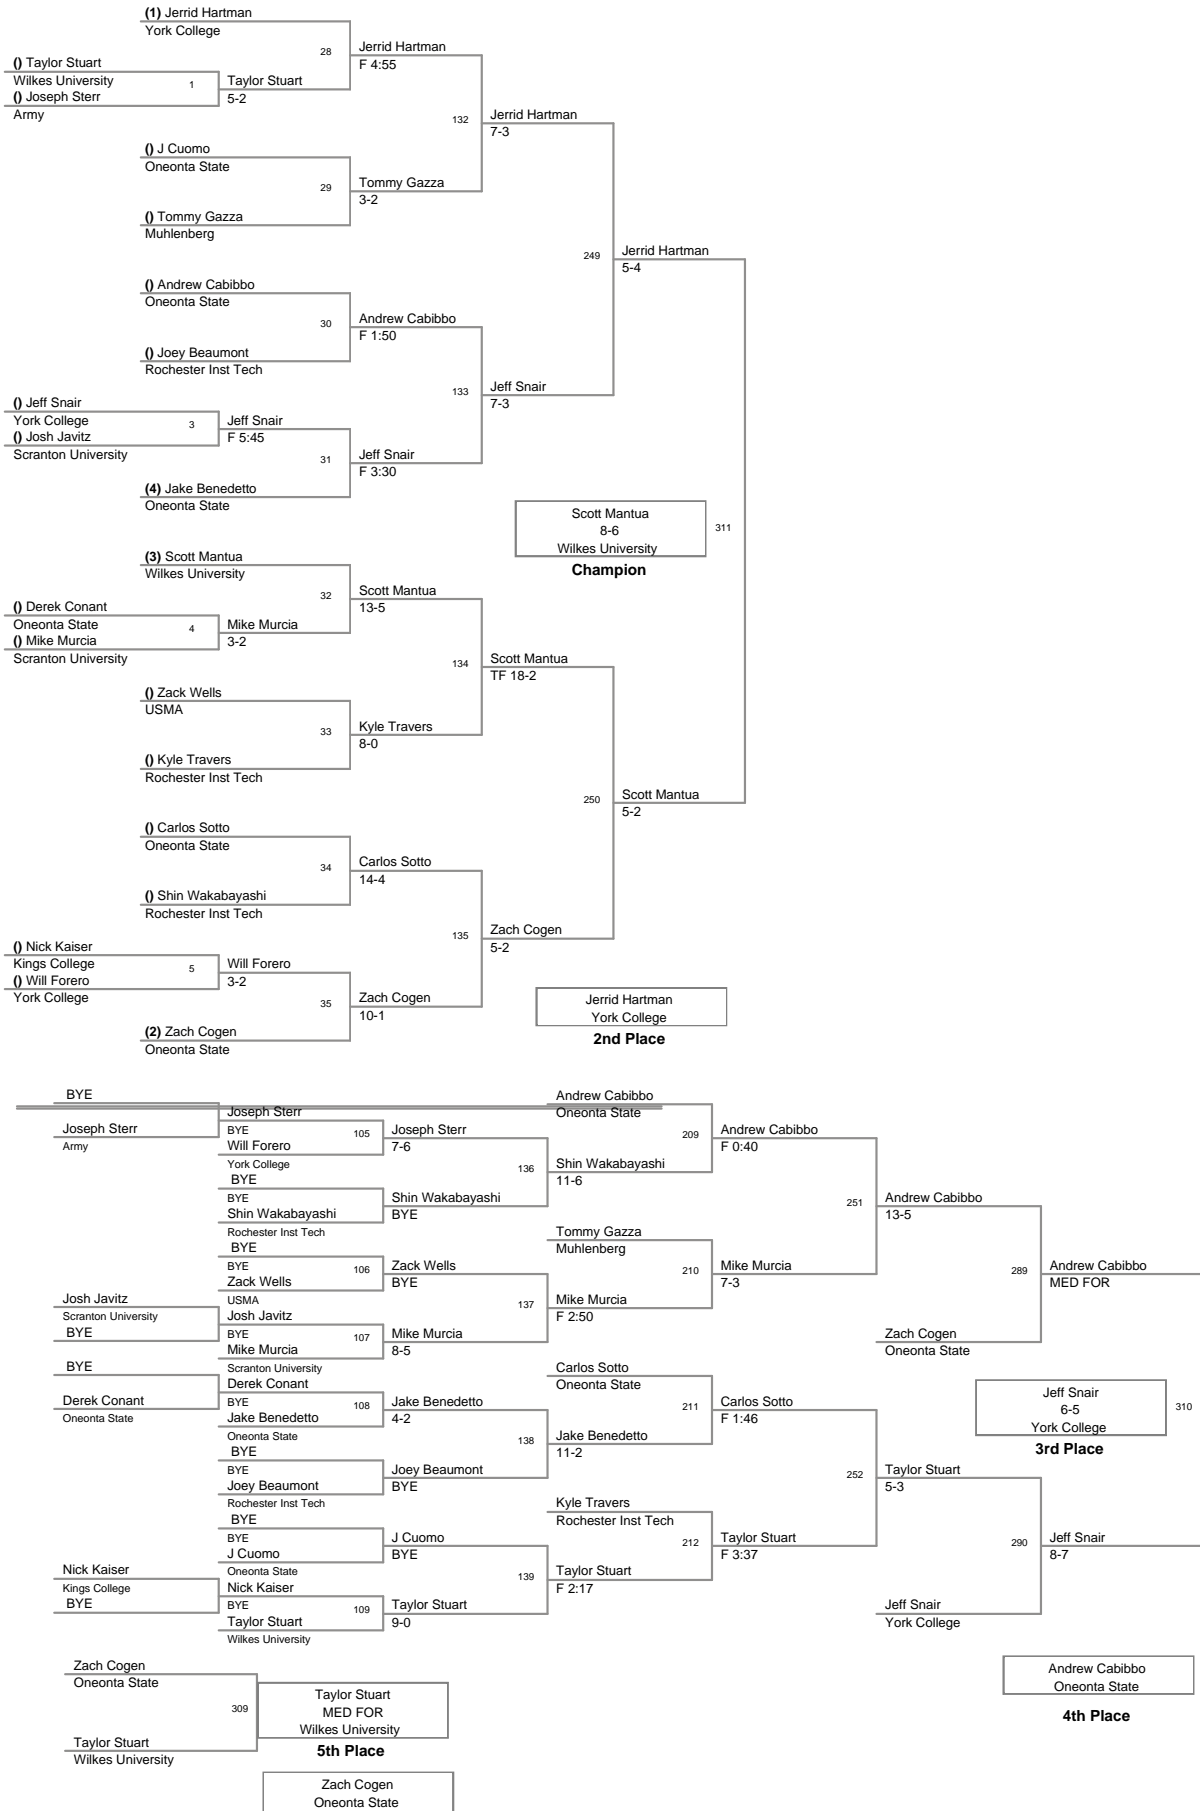 (1) Jerrid Hartman
York College
28
Jerrid Hartman
F 4:55
() Taylor Stuart
Wilkes University
1
Taylor Stuart
5-2
() Joseph Sterr
Army
132
Jerrid Hartman
7-3
() J Cuomo
Oneonta State
29
Tommy Gazza
3-2
() Tommy Gazza
Muhlenberg
249
Jerrid Hartman
5-4
() Andrew Cabibbo
Oneonta State
30
Andrew Cabibbo
F 1:50
() Joey Beaumont
Rochester Inst Tech
133
Jeff Snair
7-3
() Jeff Snair
York College
3
Jeff Snair
F 5:45
() Josh Javitz
Scranton University
31
Jeff Snair
F 3:30
(4) Jake Benedetto
Oneonta State
Scott Mantua
8-6
Wilkes University
311
Champion
(3) Scott Mantua
Wilkes University
32
Scott Mantua
13-5
() Derek Conant
Oneonta State
4
Mike Murcia
3-2
() Mike Murcia
Scranton University
134
Scott Mantua
TF 18-2
() Zack Wells
USMA
33
Kyle Travers
8-0
() Kyle Travers
Rochester Inst Tech
250
Scott Mantua
5-2
() Carlos Sotto
Oneonta State
34
Carlos Sotto
14-4
() Shin Wakabayashi
Rochester Inst Tech
135
Zach Cogen
5-2
() Nick Kaiser
Kings College
5
Will Forero
3-2
() Will Forero
York College
35
Zach Cogen
10-1
(2) Zach Cogen
Oneonta State
Jerrid Hartman
York College
2nd Place
BYE
Joseph Sterr
Army
Joseph Sterr
BYE
105
Will Forero
York College
Joseph Sterr
7-6
BYE
BYE
Shin Wakabayashi
Rochester Inst Tech
Shin Wakabayashi
BYE
136
Shin Wakabayashi
11-6
Andrew Cabibbo
Oneonta State
209
Andrew Cabibbo
F 0:40
BYE
BYE
106
Zack Wells
USMA
Zack Wells
BYE
Josh Javitz
Scranton University
BYE
Josh Javitz
BYE
107
Mike Murcia
Scranton University
Mike Murcia
8-5
137
Mike Murcia
F 2:50
Tommy Gazza
Muhlenberg
210
Mike Murcia
7-3
251
Andrew Cabibbo
13-5
289
Andrew Cabibbo
MED FOR
Zach Cogen
Oneonta State
BYE
Derek Conant
Oneonta State
Derek Conant
BYE
108
Jake Benedetto
Oneonta State
Jake Benedetto
4-2
BYE
BYE
Joey Beaumont
Rochester Inst Tech
Joey Beaumont
BYE
138
Jake Benedetto
11-2
Carlos Sotto
Oneonta State
211
Carlos Sotto
F 1:46
Jeff Snair
6-5
York College
310
3rd Place
BYE
BYE
J Cuomo
Oneonta State
J Cuomo
BYE
Nick Kaiser
Kings College
BYE
Nick Kaiser
BYE
109
Taylor Stuart
Wilkes University
Taylor Stuart
9-0
139
Taylor Stuart
F 2:17
Kyle Travers
Rochester Inst Tech
212
Taylor Stuart
F 3:37
252
Taylor Stuart
5-3
290
Jeff Snair
8-7
Jeff Snair
York College
Zach Cogen
Oneonta State
309
Taylor Stuart
Wilkes University
Taylor Stuart
MED FOR
Wilkes University
5th Place
Andrew Cabibbo
Oneonta State
4th Place
Zach Cogen
Oneonta State